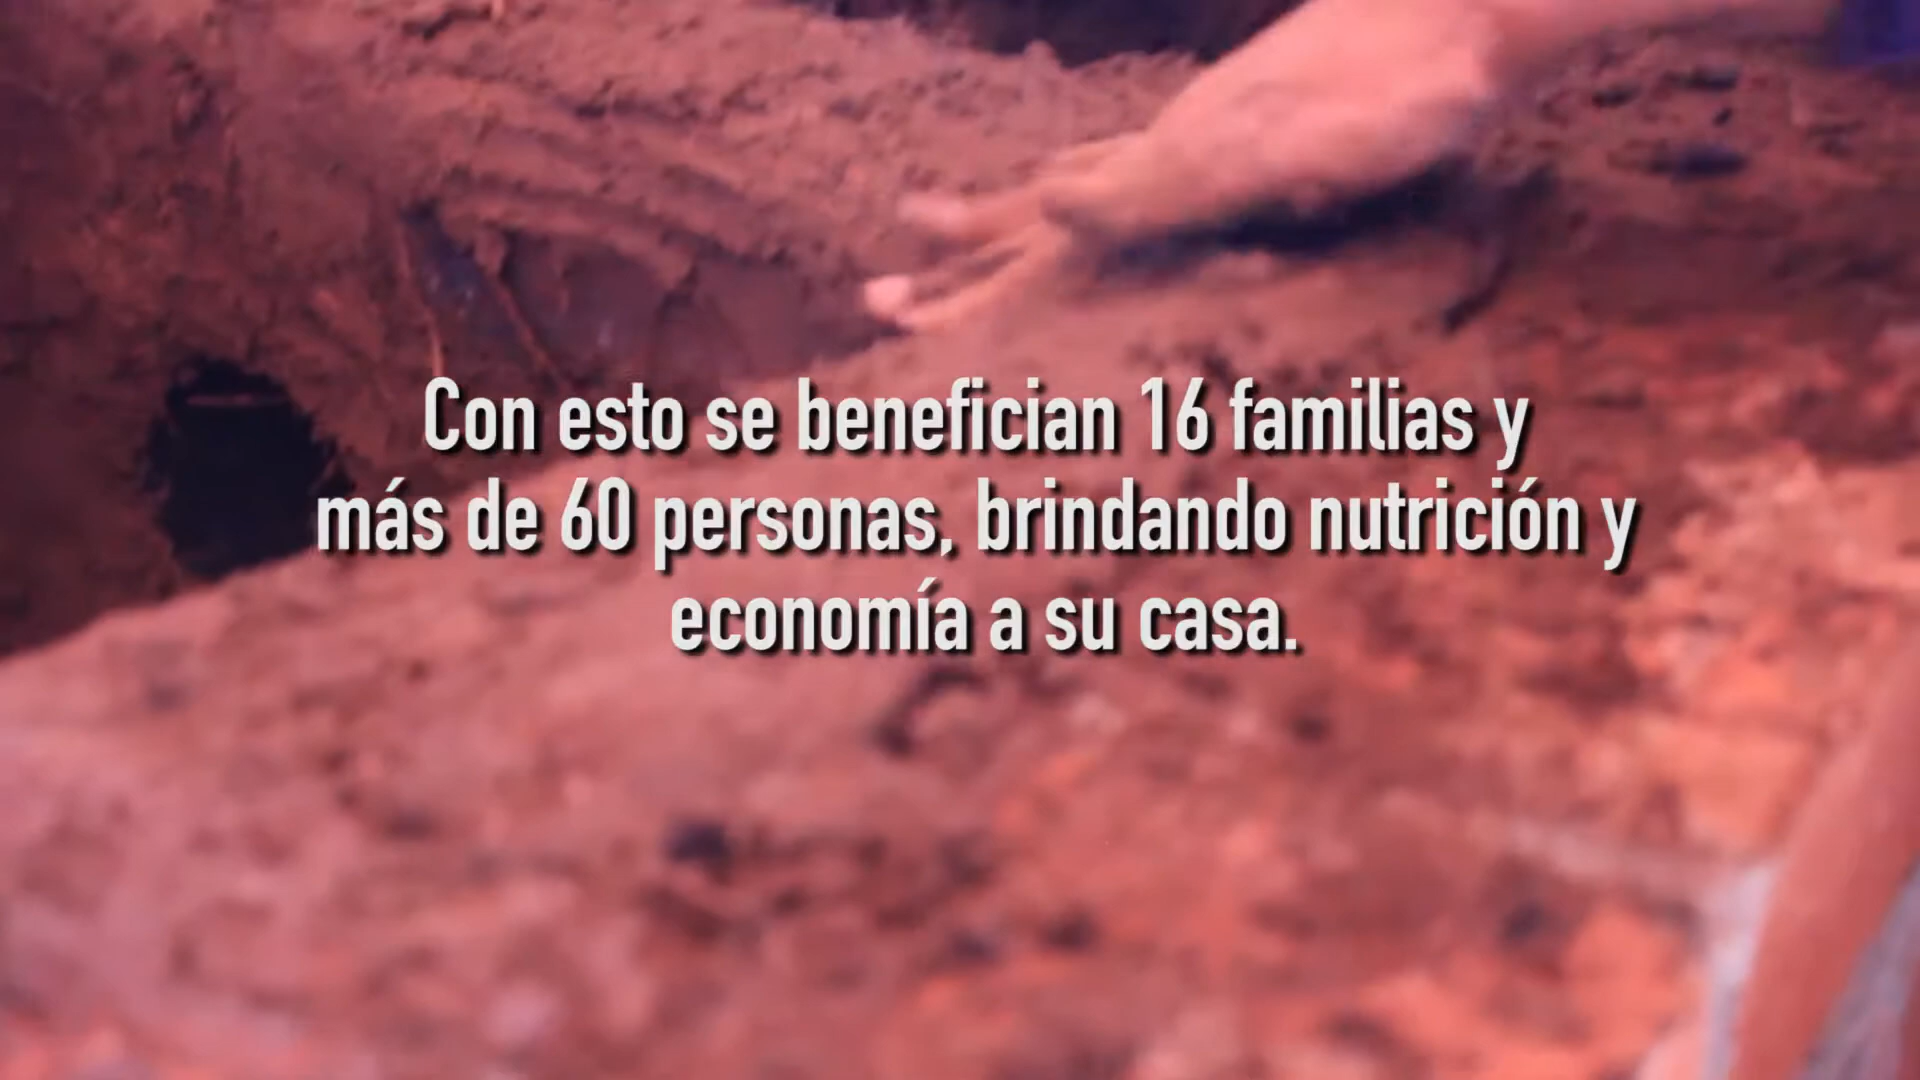 Con esto se benefician 16 familias y
más de 60 personas, brindando nutrición y
economía a su casa.